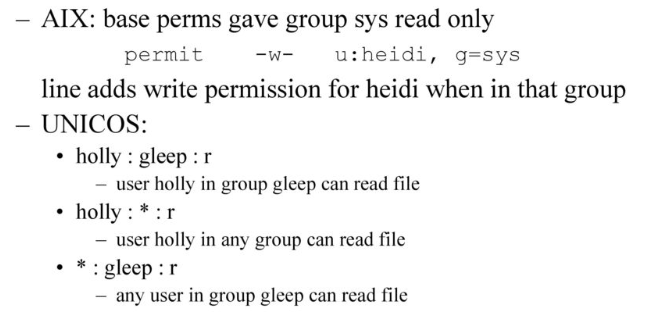 – AIX: base perms gave group sys read only
permit -w- u:heidi, g=sys
line adds write permission for heidi when in that group
– UNICOS:
• holly : gleep : r
– user holly in group gleep can read file
• holly : * : r
– user holly in any group can read file
• * : gleep : r
– any user in group gleep can read file